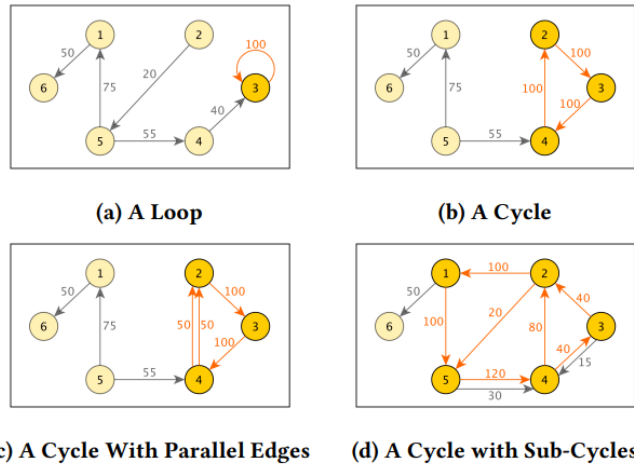 50 1 2 100
20
6 75 3
40
5 55 4
(a) A Loop
50 1 2 100
6 75 100 3
100
5 55 4
(b) A Cycle
50 1 2 100
6 75 50 50 3
100
5 55 4
c) A Cycle With Parallel Edges
50 1 100 2 40
100 20 80 3
6 40 15
5 120 4
30
(d) A Cycle with Sub-Cycles